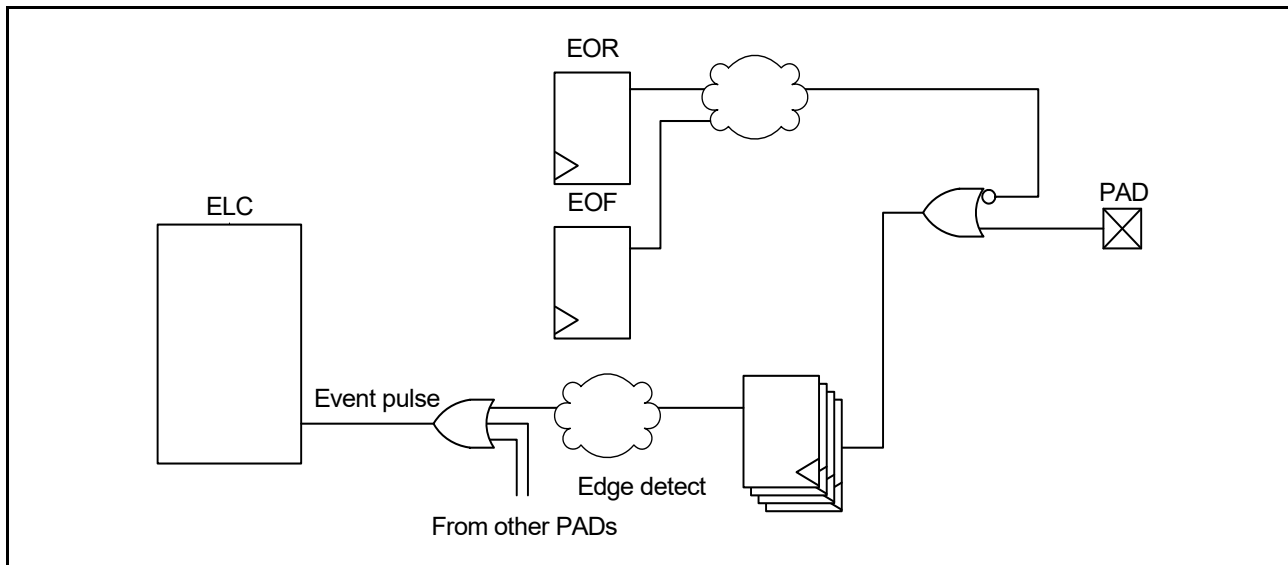 EOR
EOF
ELC
PAD
Event pulse
Edge detect
From other PADs